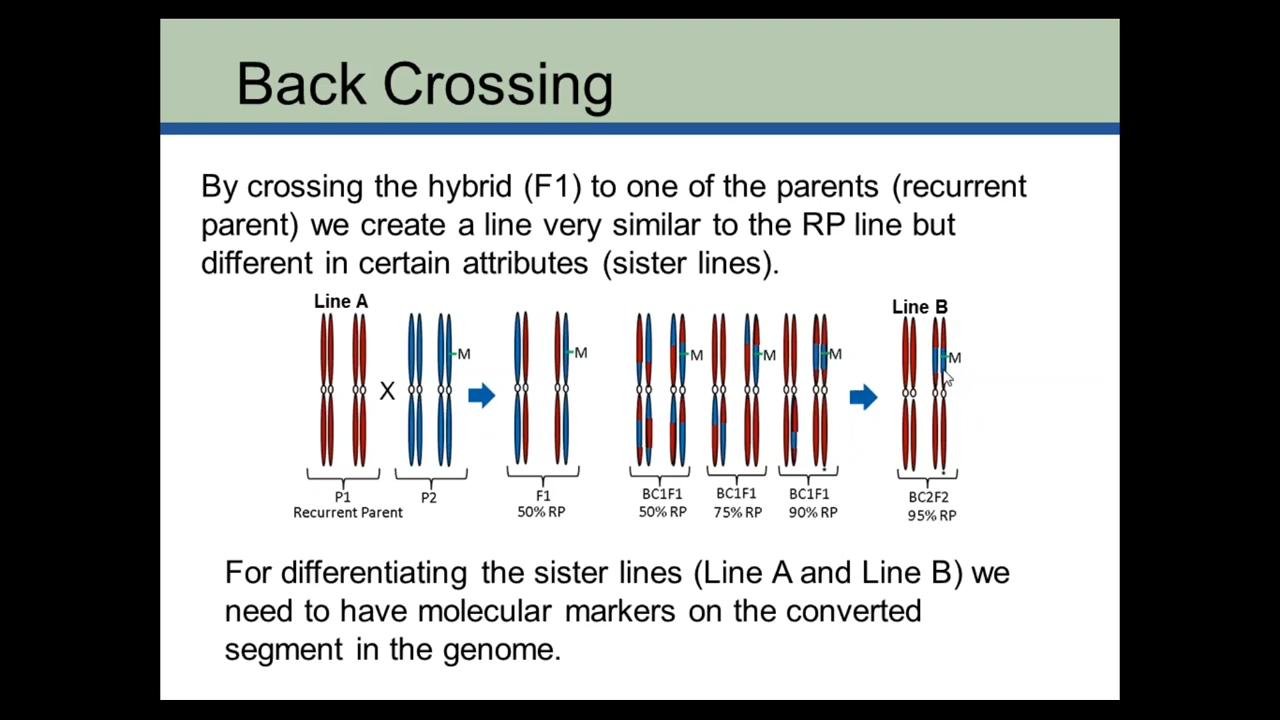 Back Crossing
By crossing the hybrid (F1) to one of the parents (recurrent
parent) we create a line very similar to the RP line but
different in certain attributes (sister lines).
Line A
Line B
M
X
M
M
M
M
M
P1
Recurrent Parent
P2
F1
50% RP
BC1F1
50% RP
BC1F1
75% RP
BC1F1
90% RP
BC2F2
95% RP
For differentiating the sister lines (Line A and Line B) we
need to have molecular markers on the converted
segment in the genome.